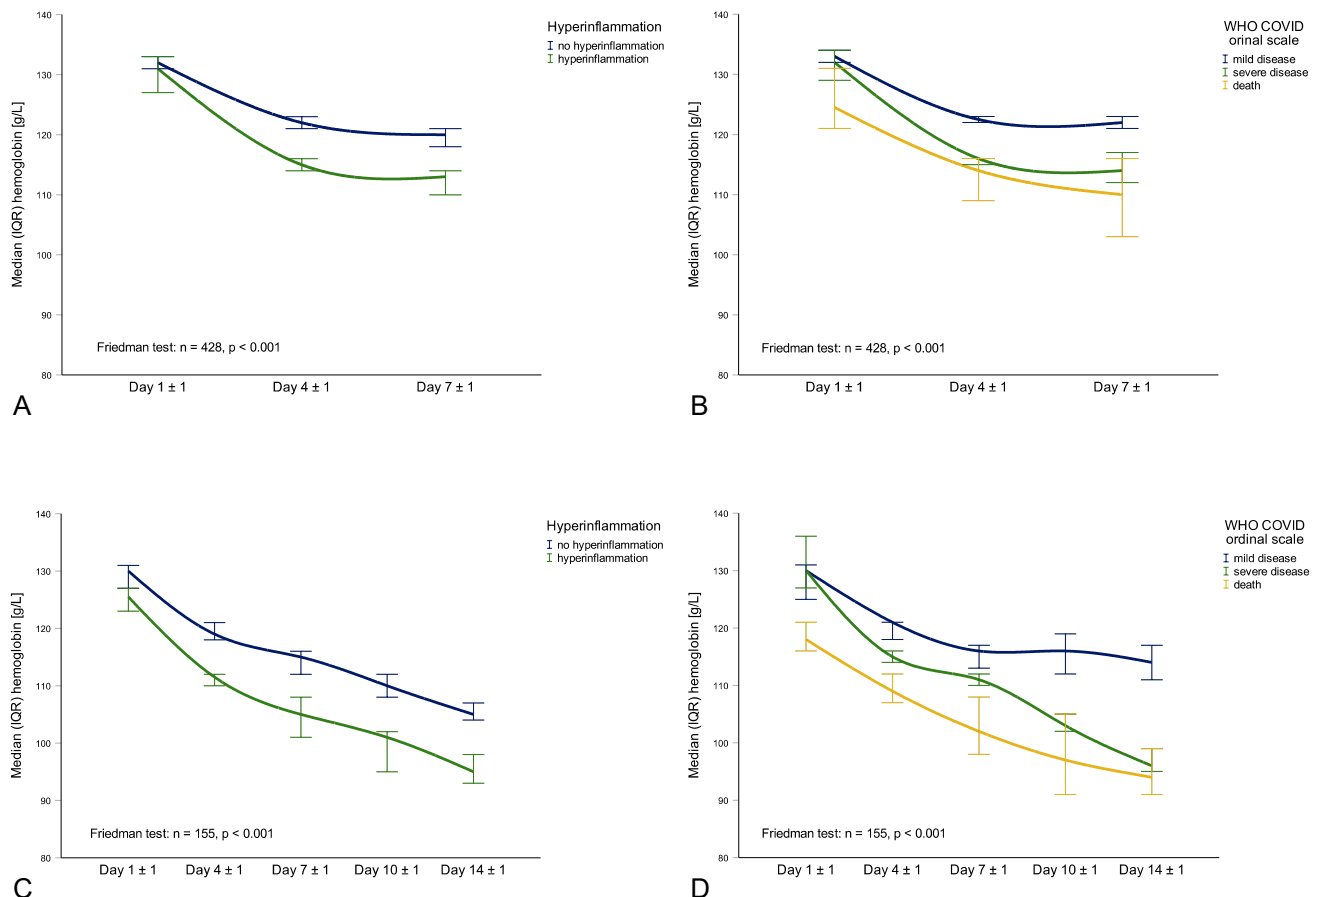 140
130
120
110
100
90
80
Median (IQR) hemoglobin [g/L]
Hyperinflammation
no hyperinflammation
hyperinflammation
Friedman test: n = 428, p < 0.001
Day 1 ± 1
Day 4 ± 1
Day 7 ± 1
A
140
130
120
110
100
90
80
Median (IQR) hemoglobin [g/L]
WHO COVID
orinal scale
mild disease
severe disease
death
Friedman test: n = 428, p < 0.001
Day 1 ± 1
Day 4 ± 1
Day 7 ± 1
B
140
130
120
110
100
90
80
Median (IQR) hemoglobin [g/L]
Hyperinflammation
no hyperinflammation
hyperinflammation
Friedman test: n = 155, p < 0.001
Day 1 ± 1
Day 4 ± 1
Day 7 ± 1
Day 10 ± 1
Day 14 ± 1
C
140
130
120
110
100
90
80
Median (IQR) hemoglobin [g/L]
WHO COVID
ordinal scale
mild disease
severe disease
death
Friedman test: n = 155, p < 0.001
Day 1 ± 1
Day 4 ± 1
Day 7 ± 1
Day 10 ± 1
Day 14 ± 1
D